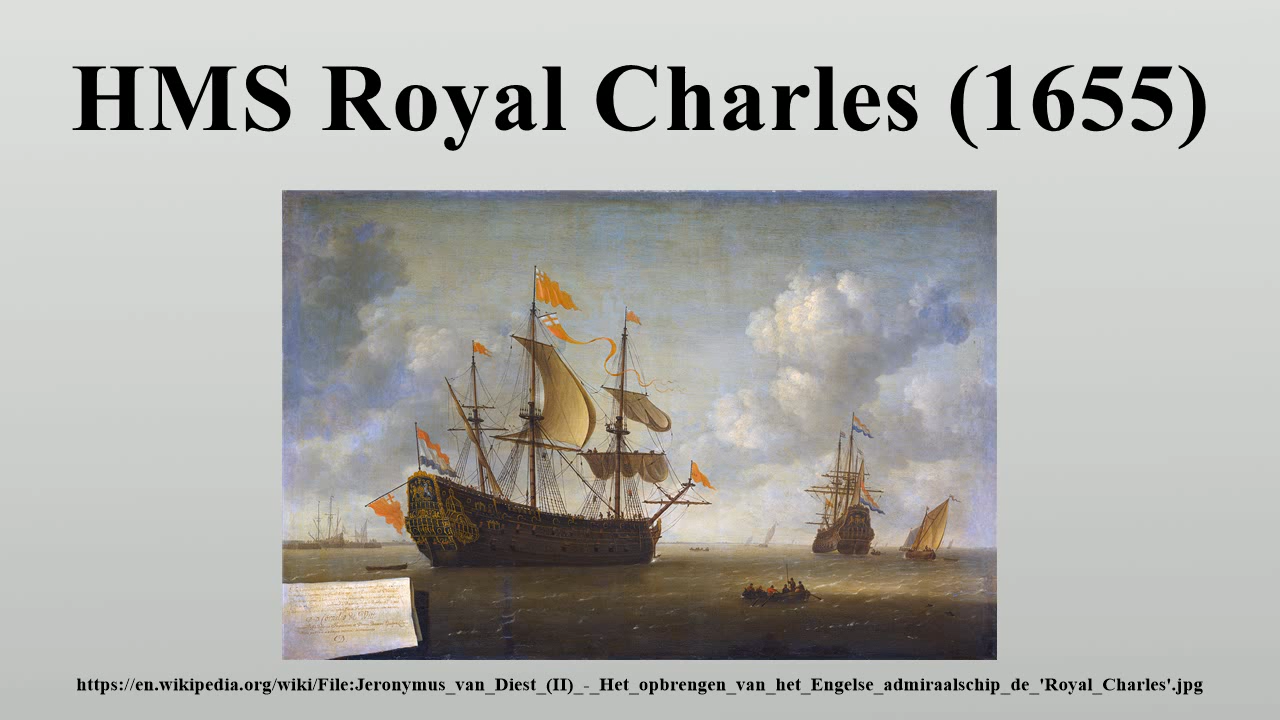 HMS Royal Charles (1655)
https://en.wikipedia.org/wiki/File:Jeronymus_van_Diest_(II)_-_Het_opbrengen_van_het_Engelse_admiraalschip_de_'Royal_Charles'.jpg